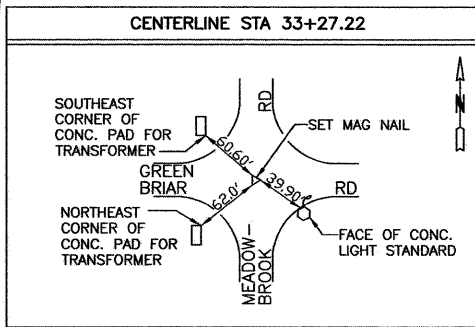 CENTERLINE STA 33+27.22
N
SOUTHEAST
CORNER OF
CONC. PAD FOR
TRANSFORMER
RD
SET MAG NAIL
60.60'
39.90'
GREEN
BRIAR
RD
62.0'
NORTHEAST
CORNER OF
CONC. PAD FOR
TRANSFORMER
FACE OF CONC.
LIGHT STANDARD
MEADOW-
BROOK